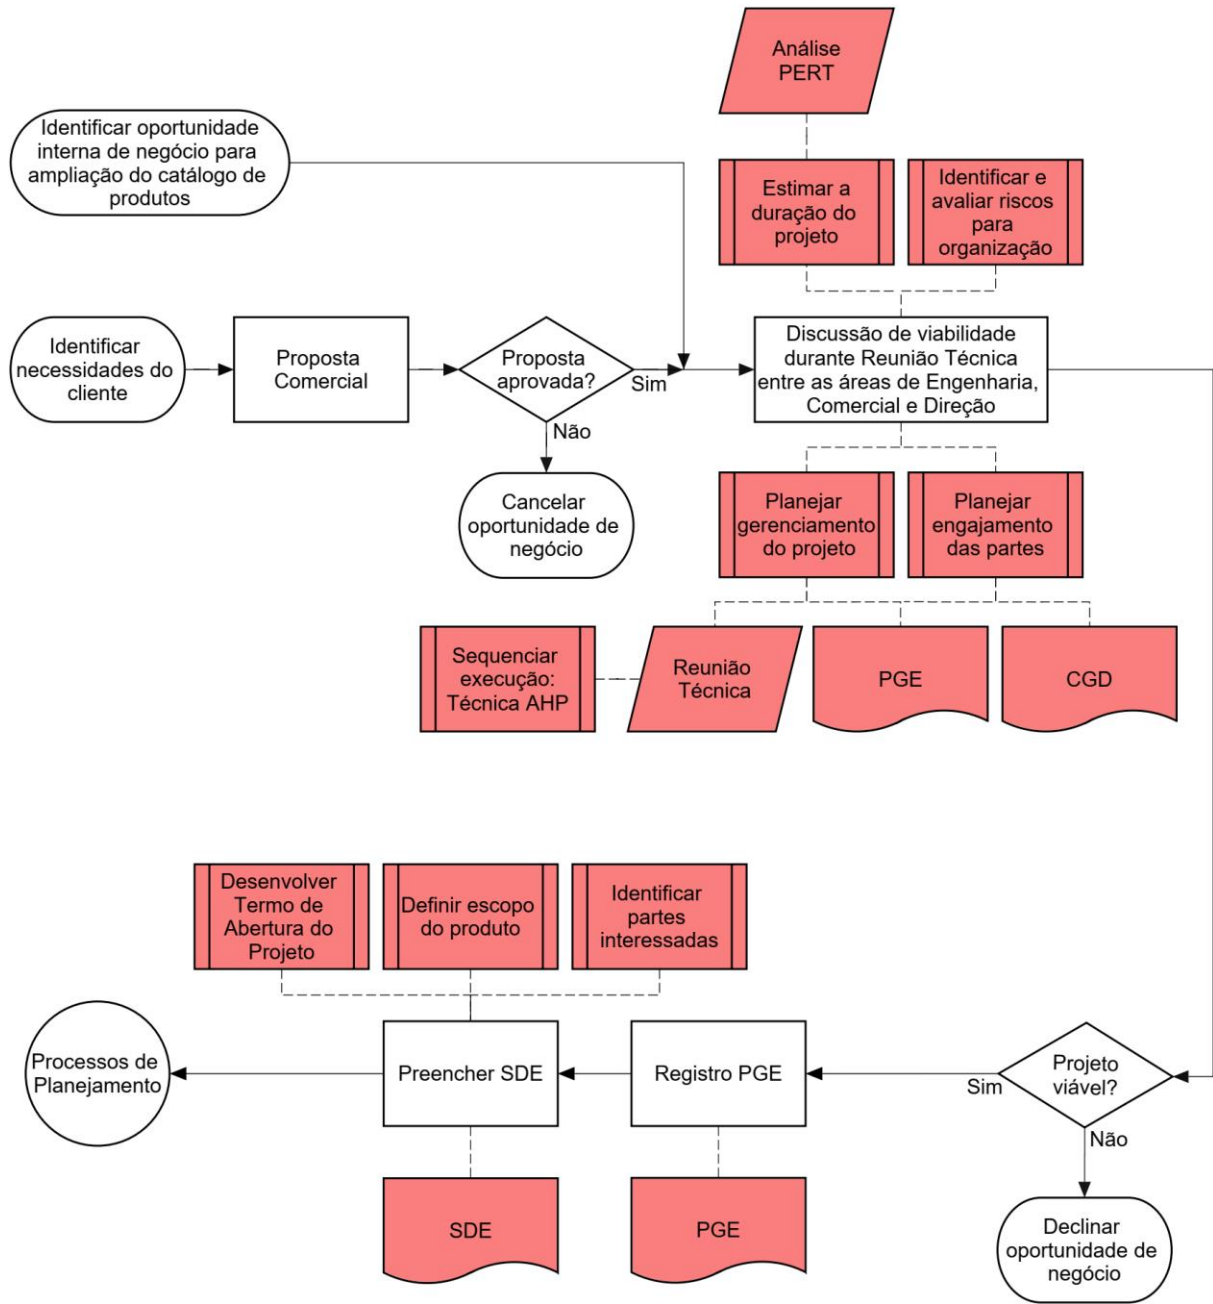 Análise
PERT
Identificar oportunidade
interna de negócio para
ampliação do catálogo de
produtos
Estimar a
duração do
projeto
Identificar e
avaliar riscos
para
organização
Identificar
necessidades do
cliente
Proposta
Comercial
Proposta
aprovada?
Sim
Não
Discussão de viabilidade
durante Reunião Técnica
entre as áreas de Engenharia,
Comercial e Direção
Cancelar
oportunidade de
negócio
Planejar
gerenciamento
do projeto
Planejar
engajamento
das partes
Sequenciar
execução:
Técnica AHP
Reunião
Técnica
PGE
CGD
Desenvolver
Termo de
Abertura do
Projeto
Definir escopo
do produto
Identificar
partes
interessadas
Processos de
Planejamento
Preencher SDE
Registro PGE
Sim
Projeto
viável?
Não
SDE
PGE
Declinar
oportunidade de
negócio